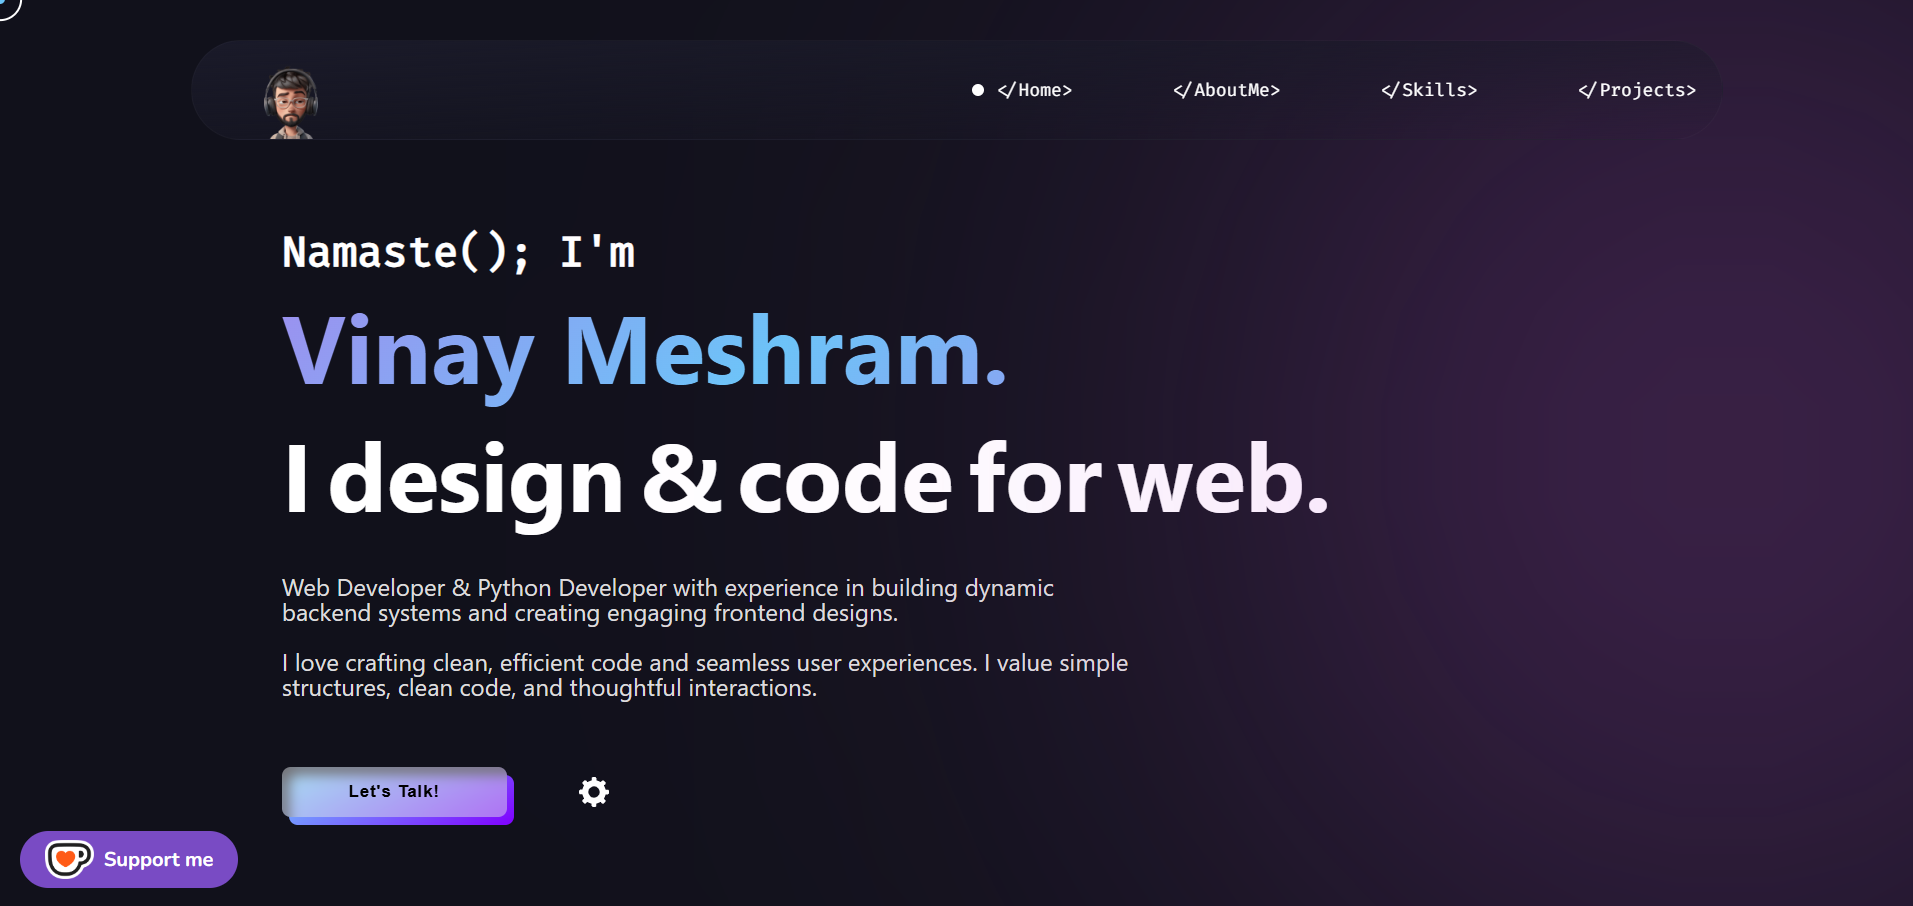 </Home>
</AboutMe>
</Skills>
</Projects>
Namaste(); I'm
Vinay Meshram.
I design & code for web.
Web Developer & Python Developer with experience in building dynamic
backend systems and creating engaging frontend designs.
I love crafting clean, efficient code and seamless user experiences. I value simple
structures, clean code, and thoughtful interactions.
Let's Talk!
Support me